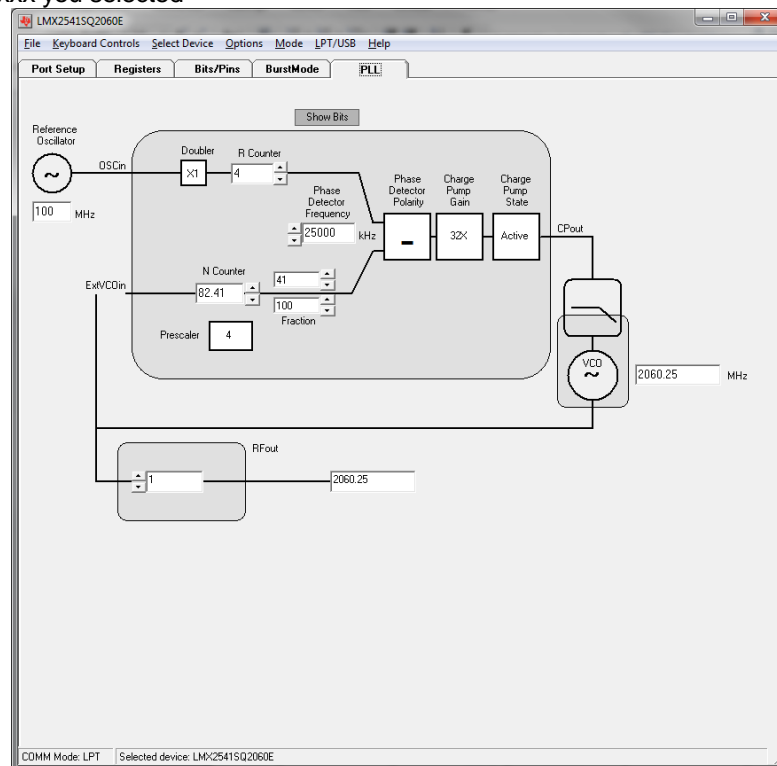 you selected
LMX2541SQ2060E
File Keyboard Controls Select Device Options Mode LPT/USB Help
Port Setup Registers Bits/Pins BurstMode PLL
Show Bits
Reference
Oscillator
100 MHz
OSCin
Doubler
X1
R Counter
4
Phase
Detector
Frequency
25000 kHz
Phase
Detector
Polarity
-
Charge
Pump
Gain
32X
Charge
Pump
State
Active
CPout
ExtVCOin
N Counter
82.41
41
100
Fraction
Prescaler
4
VCO
2060.25 MHz
RFout
1
2060.25
COMM Mode: LPT Selected device: LMX2541SQ2060E